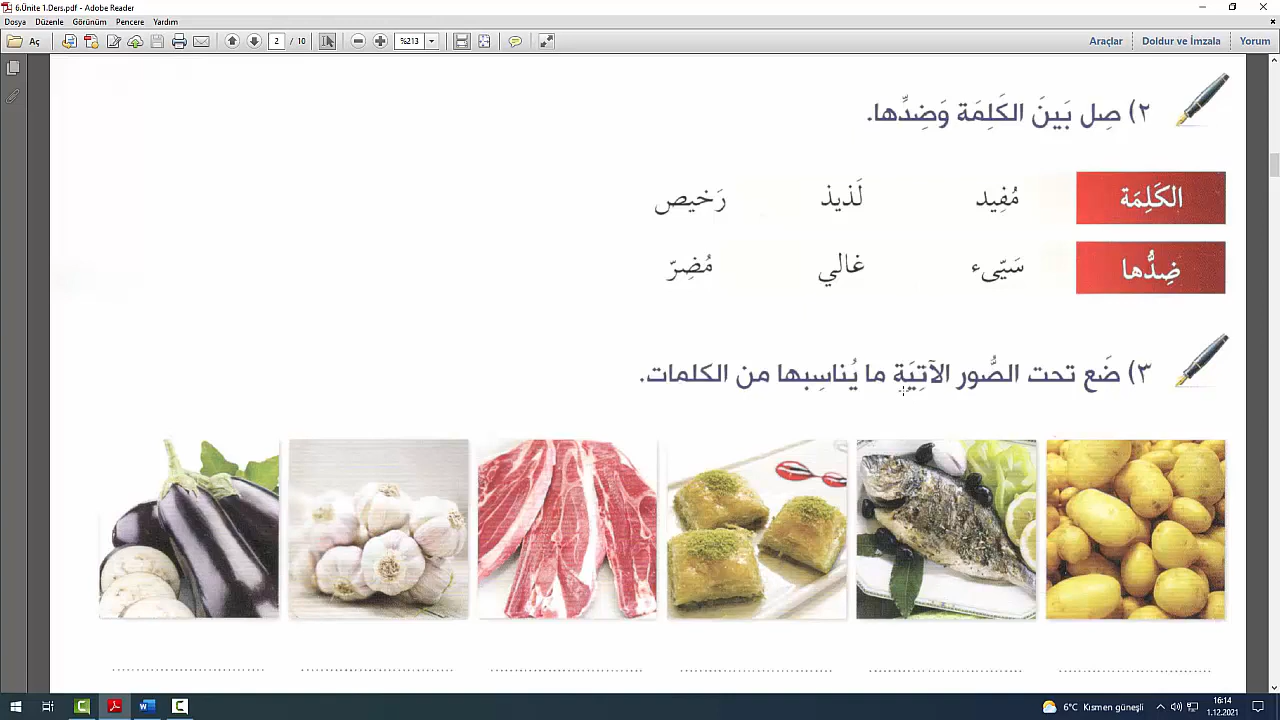 6.Ünite 1.Ders.pdf - Adobe Reader
Dosya Düzenle Görünüm Pencere Yardım
Aç 2 / 10 %213 Araçlar Doldur ve İmzala Yorum
٢) صِل بَينَ الكَلِمَة وَضِدِّها.
الكَلِمَة مُفِيد لَذيذ رَخيص
ضِدُّها سَيّىء غالي مُضِرّ
٣) ضَع تحت الصُّور الآتِيَة ما يُناسِبها من الكلمات.
6°C Kısmen güneşli 16:14
1.12.2021